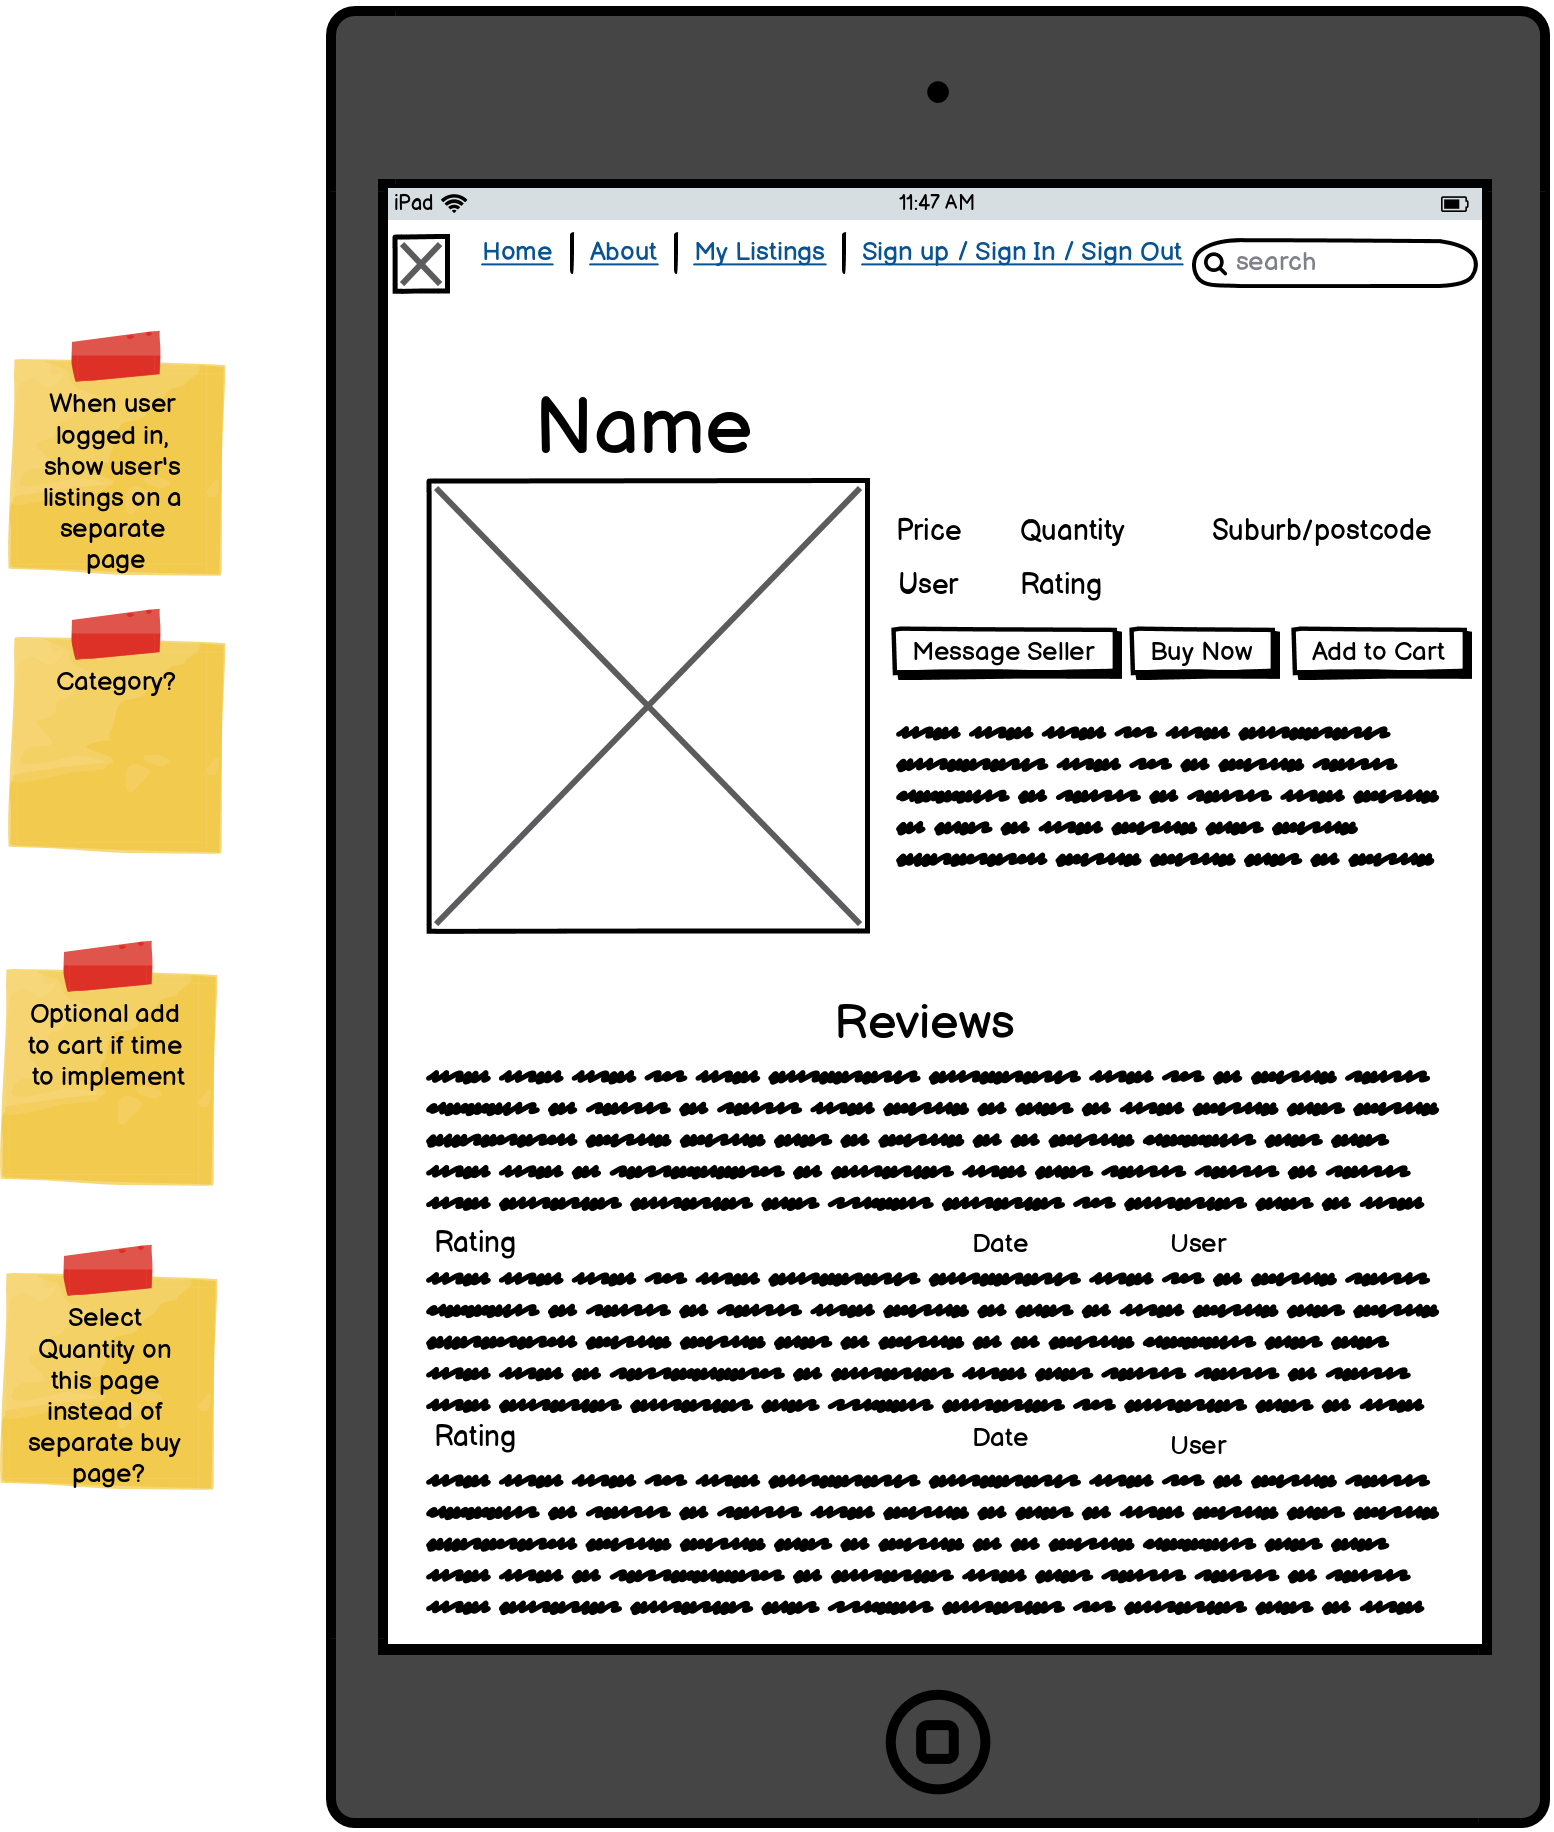 When user
logged in,
show user's
listings on a
separate
page
Category?
Optional add
to cart if time
to implement
Select
Quantity on
this page
instead of
separate buy
page?
iPad 11:47 AM
Home About My Listings Sign up / Sign In / Sign Out search
Name
Price Quantity Suburb/postcode
User Rating
Message Seller Buy Now Add to Cart
Reviews
Rating Date User
Rating Date User